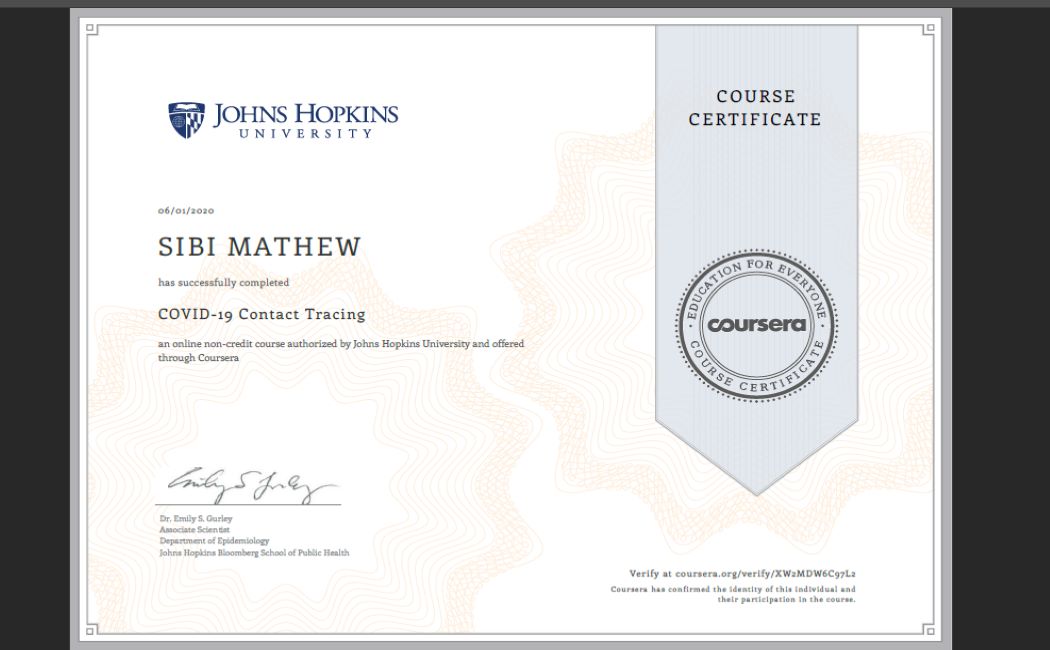 JOHNS HOPKINS
UNIVERSITY
COURSE
CERTIFICATE
06/01/2020
SIBI MATHEW
has successfully completed
COVID-19 Contact Tracing
an online non-credit course authorized by Johns Hopkins University and offered
through Coursera
EDUCATION FOR EVERYONE
coursera
COURSE CERTIFICATE
Emily S Gurley
Dr. Emily S. Gurley
Associate Scientist
Department of Epidemiology
Johns Hopkins Bloomberg School of Public Health
Verify at coursera.org/verify/XW2MDW6C97L2
Coursera has confirmed the identity of this individual and
their participation in the course.